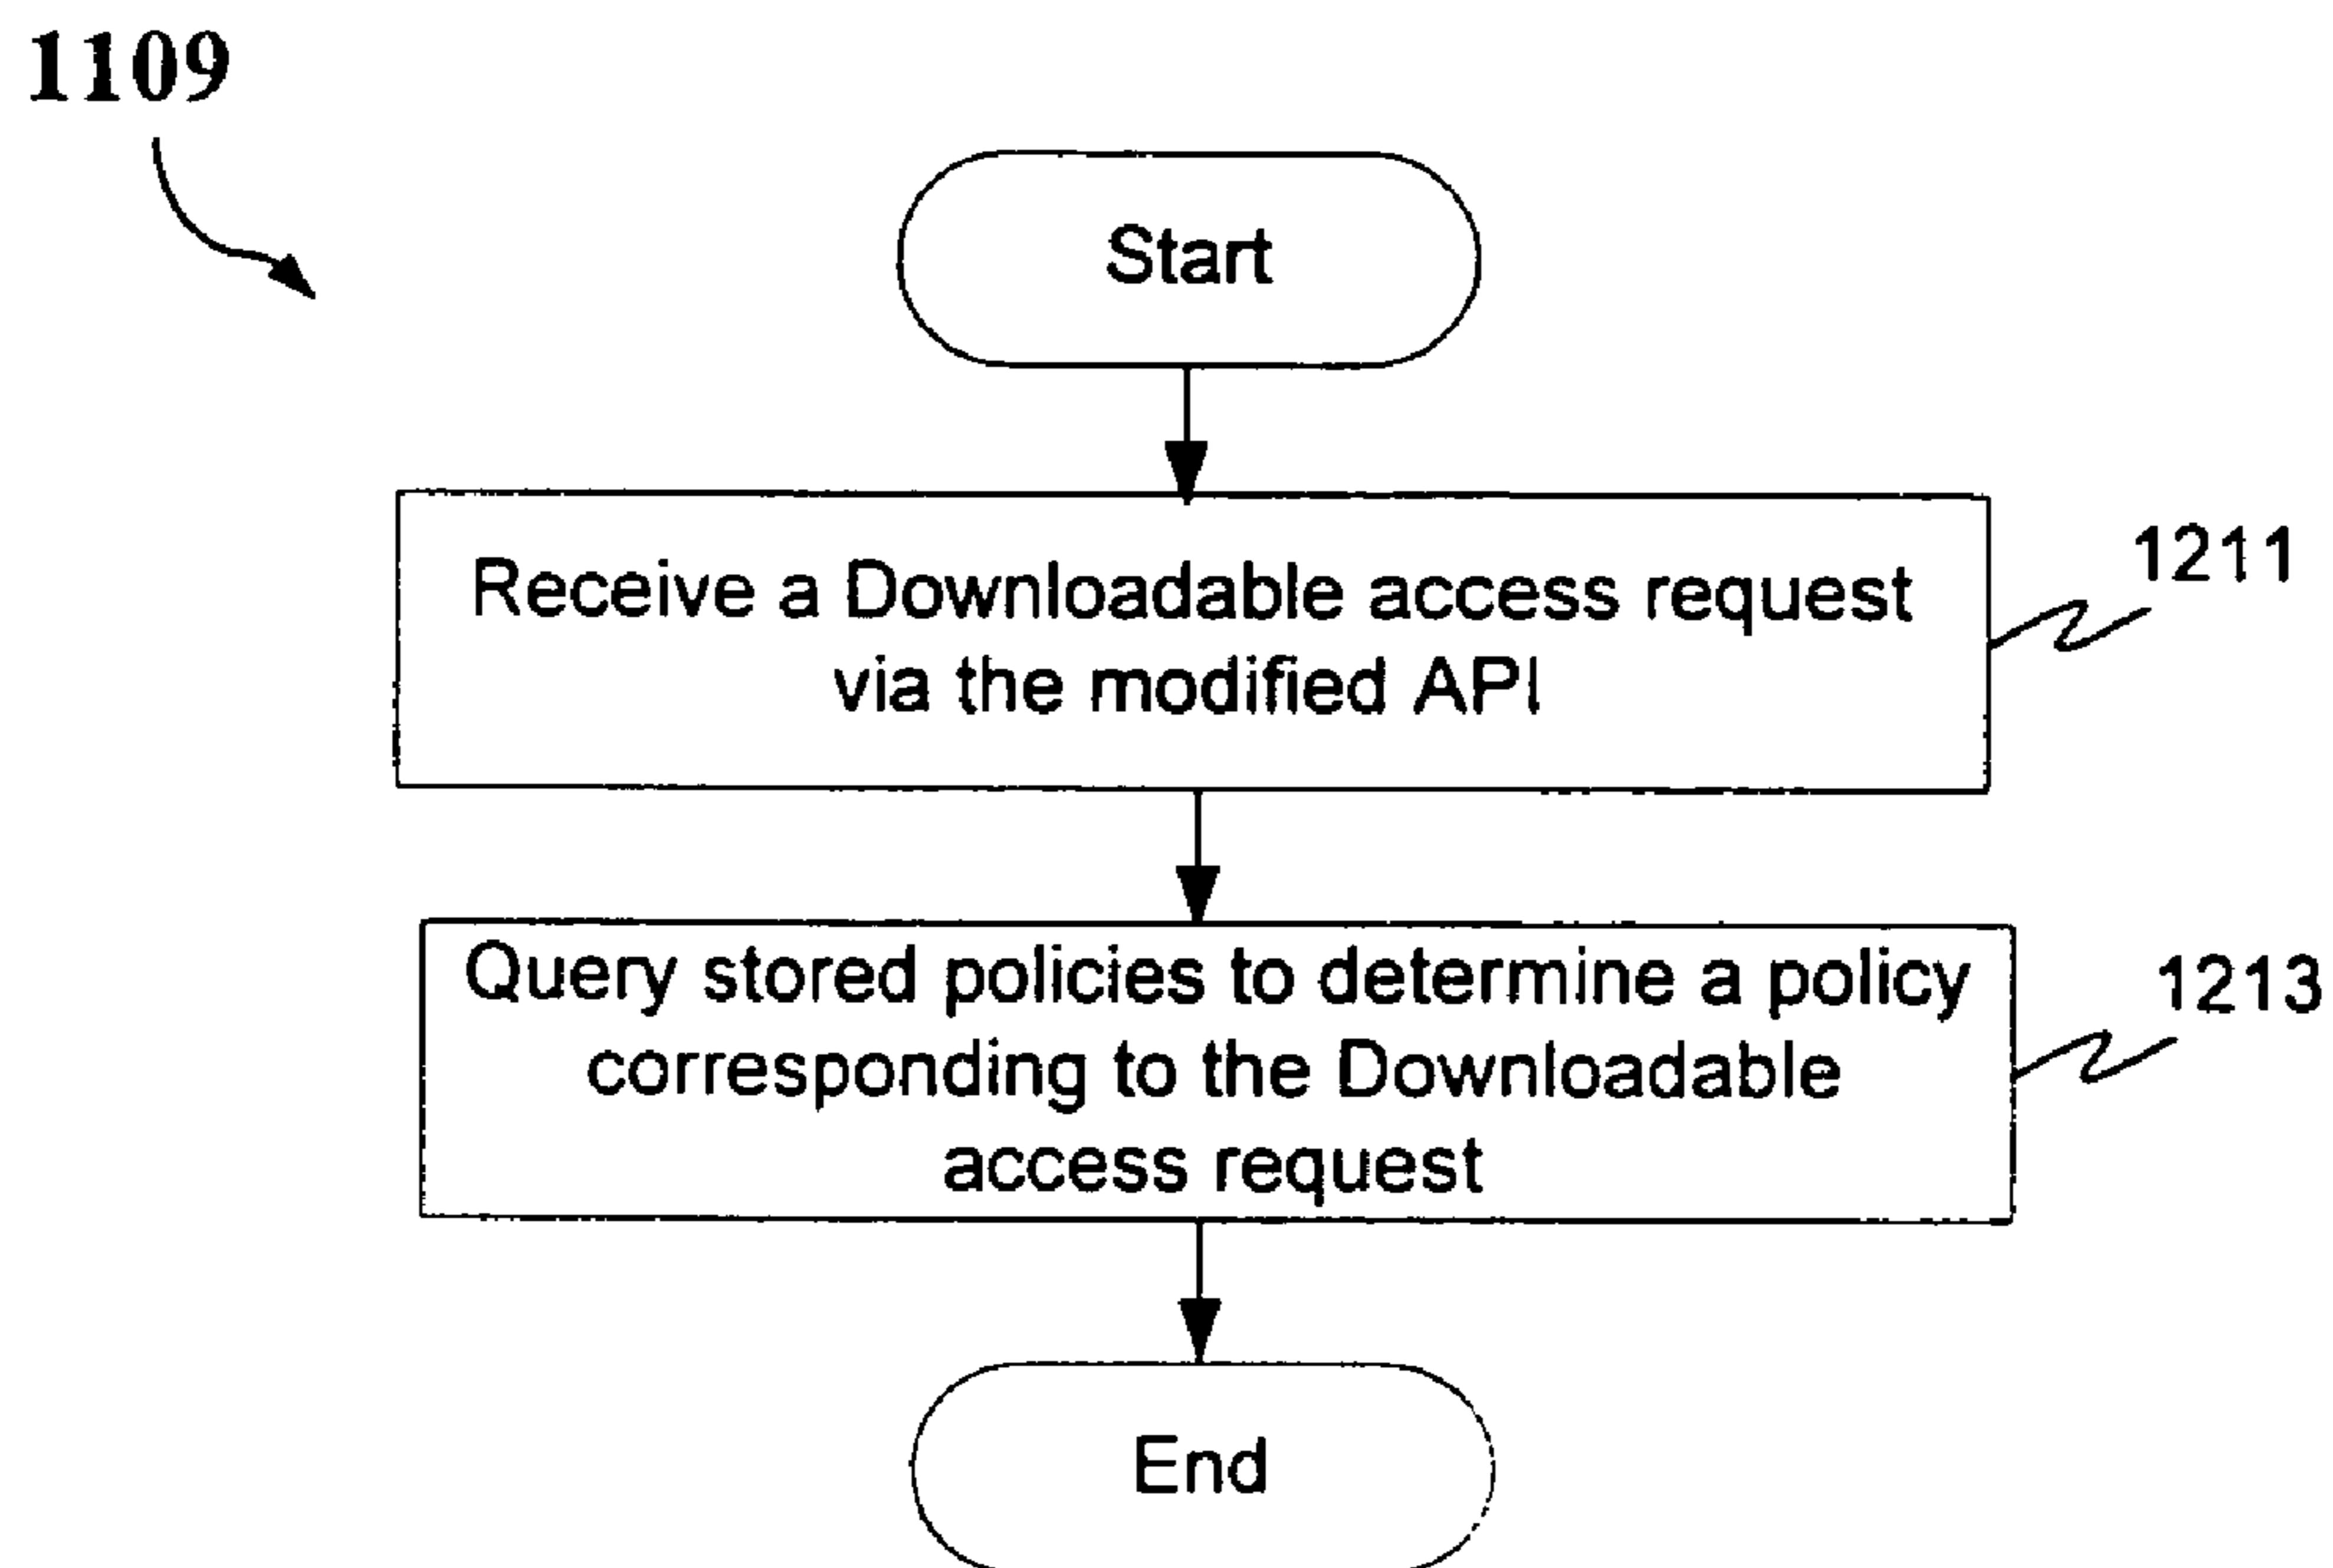 1109
Start
Receive a Downloadable access request
via the modified API
1211
Query stored policies to determine a policy
corresponding to the Downloadable
access request
1213
End